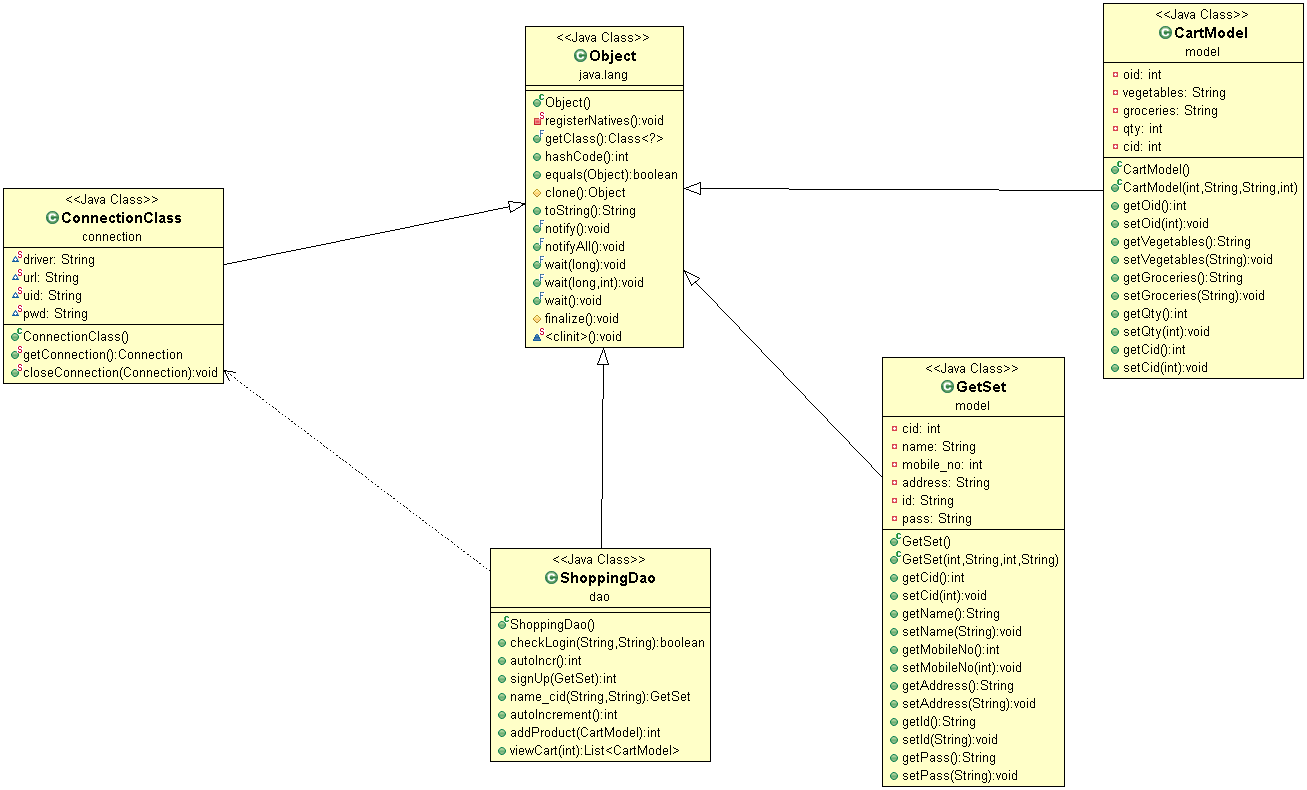 <<Java Class>>
Object
java.lang
Object()
registerNatives():void
getClass():Class<?>
hashCode():int
equals(Object):boolean
clone():Object
toString():String
notify():void
notifyAll():void
wait(long):void
wait(long,int):void
wait():void
finalize():void
<clinit>():void
<<Java Class>>
CartModel
model
oid: int
vegetables: String
groceries: String
qty: int
cid: int
CartModel()
CartModel(int,String,String,int)
getOid():int
setOid(int):void
getVegetables():String
setVegetables(String):void
getGroceries():String
setGroceries(String):void
getQty():int
setQty(int):void
getCid():int
setCid(int):void
<<Java Class>>
ConnectionClass
connection
driver: String
url: String
uid: String
pwd: String
ConnectionClass()
getConnection():Connection
closeConnection(Connection):void
<<Java Class>>
GetSet
model
cid: int
name: String
mobile_no: int
address: String
id: String
pass: String
GetSet()
GetSet(int,String,int,String)
getCid():int
setCid(int):void
getName():String
setName(String):void
getMobileNo():int
setMobileNo(int):void
getAddress():String
setAddress(String):void
getId():String
setId(String):void
getPass():String
setPass(String):void
<<Java Class>>
ShoppingDao
dao
ShoppingDao()
checkLogin(String,String):boolean
autoIncr():int
signUp(GetSet):int
name_cid(String,String):GetSet
autoIncrement():int
addProduct(CartModel):int
viewCart(int):List<CartModel>